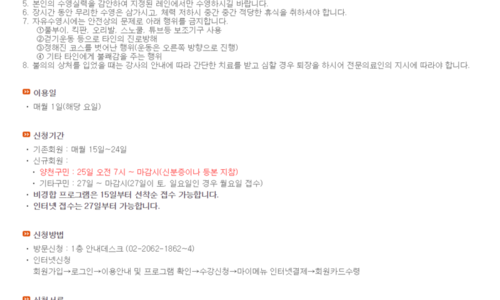 5. 본인의 수영실력을 감안하여 지정된 레인에서만 수영하시길 바랍니다.
6. 장시간 동안 무리한 수영은 삼가시고, 체력 저하시 중간 중간 적당한 휴식을 취하셔야 합니다.
7. 자유수영시에는 안전상의 문제로 아래 행위를 금지합니다.
①풀부이, 킥판, 오리발, 스노쿨, 튜브등 보조기구 사용
②걷기운동 등으로 타인의 진로방해
③정해진 코스를 벗어난 행위(운동은 오른쪽 방향으로 진행)
④ 기타 타인에게 불쾌감을 주는 행위
8. 불의의 상처를 입었을 때는 강사의 안내에 따라 간단한 치료를 받고 심할 경우 퇴장을 하시어 전문의료인의 지시에 따라야 합니다.
이용일
• 매월 1일(해당 요일)
신청기간
• 기존회원 : 매월 15일~24일
• 신규회원 :
• 양천구민 : 25일 오전 7시 ~ 마감시(신분증이나 등본 지참)
• 기타구민 : 27일 ~ 마감시(27일이 토, 일요일인 경우 월요일 접수)
• 비경합 프로그램은 15일부터 선착순 접수 가능합니다.
• 인터넷 접수는 27일부터 가능합니다.
신청방법
• 방문신청 : 1층 안내데스크 (02-2062-1862~4)
• 인터넷신청
회원가입→로그인→이용안내 및 프로그램 확인→수강신청→마이메뉴 인터넷결제→회원카드수령